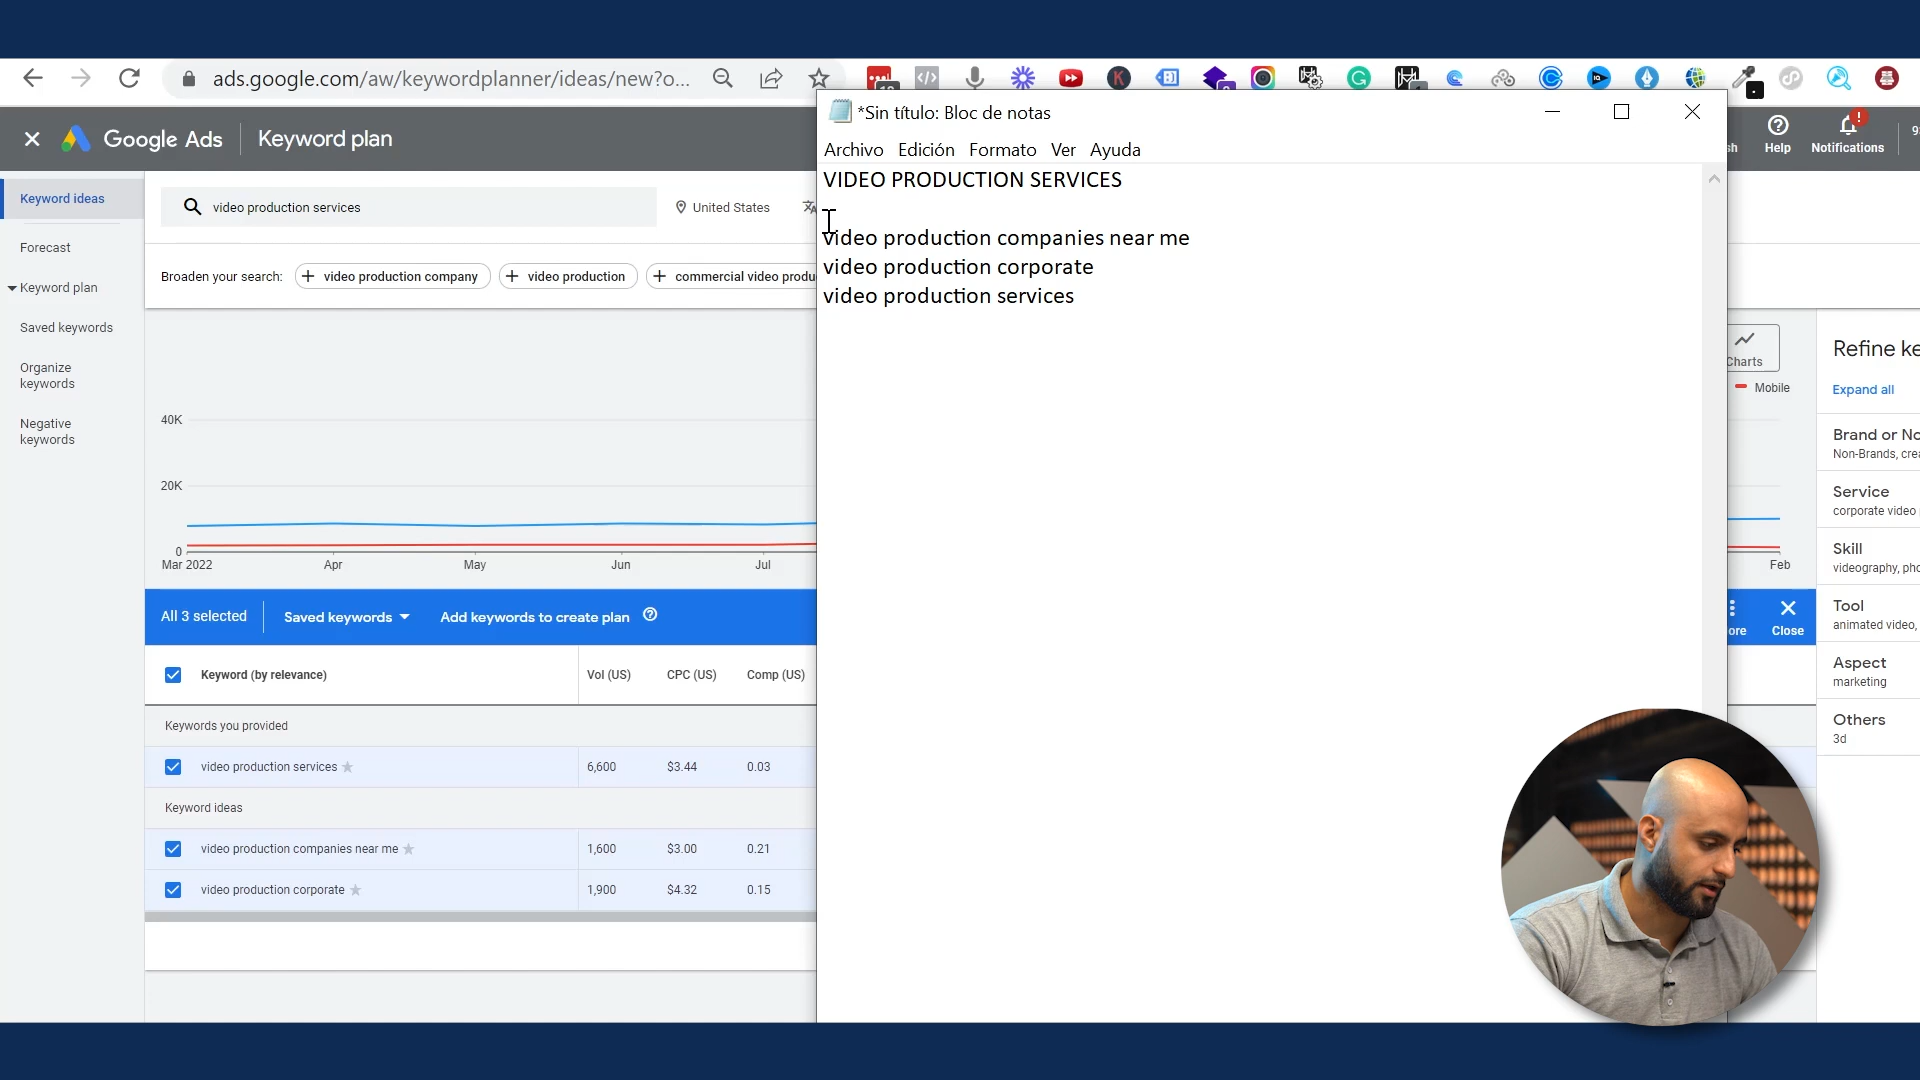 ads.google.com/aw/keywordplanner/ideas/new?o...
Google Ads
Keyword plan
Help
Notifications
Keyword ideas
Forecast
Keyword plan
Saved keywords
Organize
keywords
Negative
keywords
video production services
United States
Broaden your search:
video production company
video production
commercial video produ
40K
20K
0
Mar 2022
Apr
May
Jun
Jul
Feb
Charts
Mobile
All 3 selected
Saved keywords
Add keywords to create plan
ore
Close
Keyword (by relevance)
Vol (US)
CPC (US)
Comp (US)
Keywords you provided
video production services
6,600
$3.44
0.03
Keyword ideas
video production companies near me
1,600
$3.00
0.21
video production corporate
1,900
$4.32
0.15
*Sin título: Bloc de notas
Archivo Edición Formato Ver Ayuda
VIDEO PRODUCTION SERVICES
video production companies near me
video production corporate
video production services
Refine ke
Expand all
Brand or No
Non-Brands, crea
Service
corporate video
Skill
videography, pho
Tool
animated video,
Aspect
marketing
Others
3d